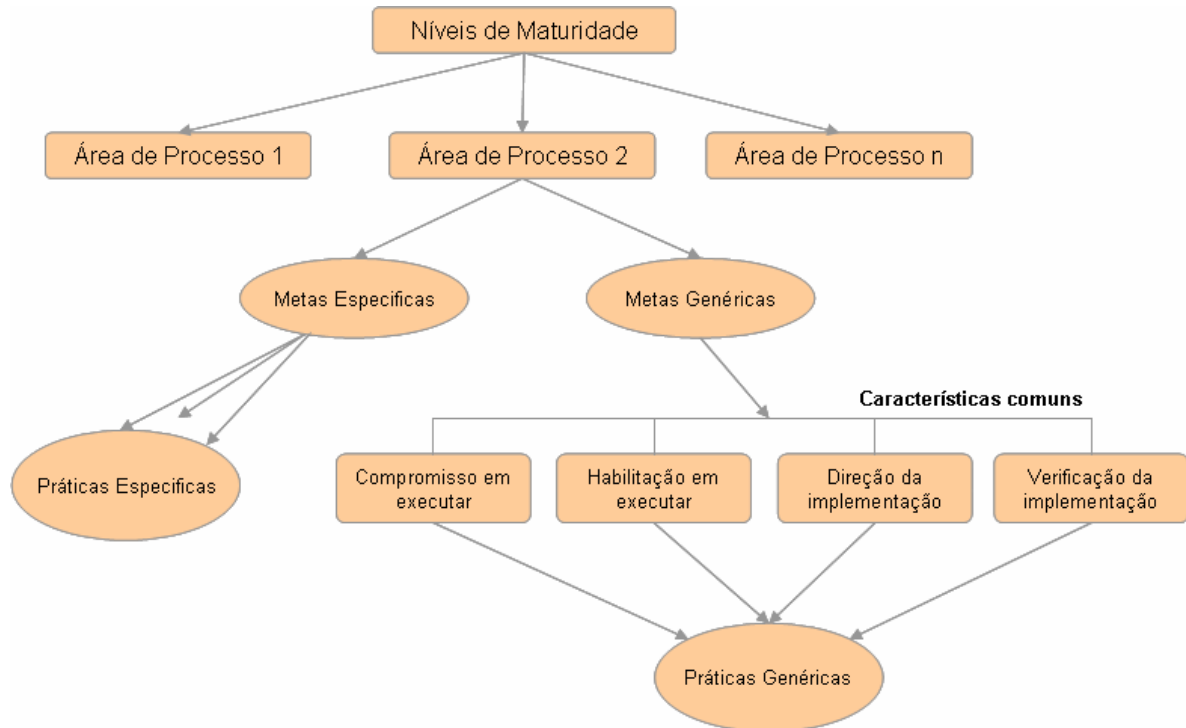 Níveis de Maturidade
Área de Processo 1
Área de Processo 2
Área de Processo n
Metas Especificas
Metas Genéricas
Características comuns
Práticas Especificas
Compromisso em
executar
Habilitação em
executar
Direção da
implementação
Verificação da
implementação
Práticas Genéricas